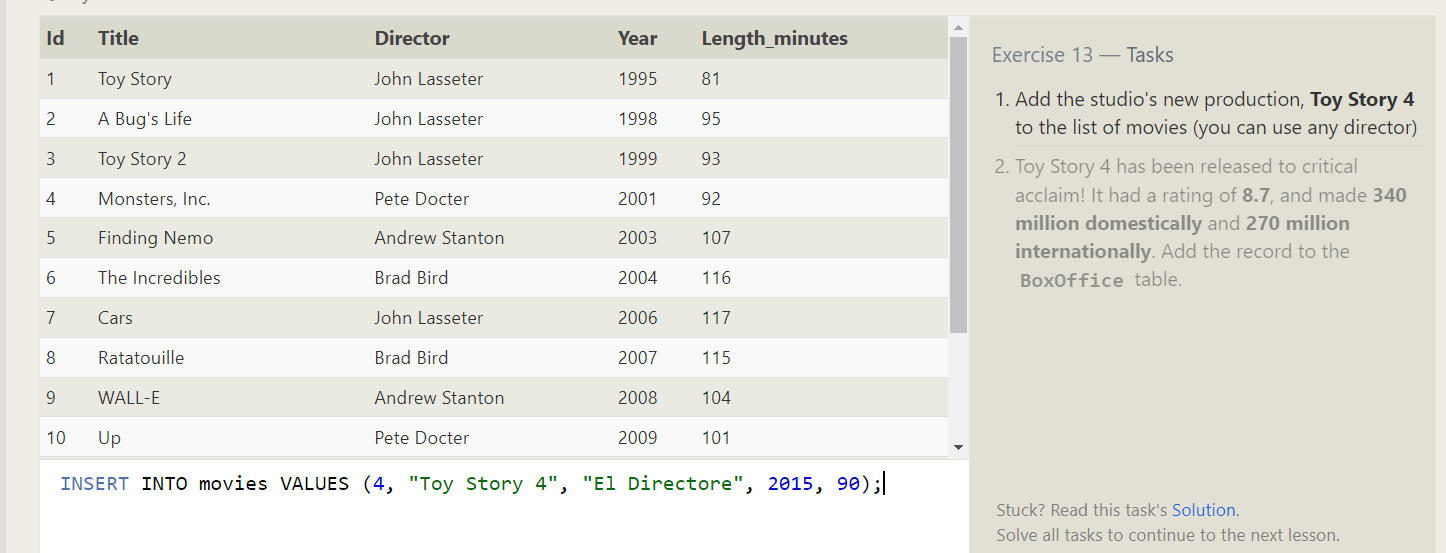 Id Title Director Year Length_minutes
1 Toy Story John Lasseter 1995 81
2 A Bug's Life John Lasseter 1998 95
3 Toy Story 2 John Lasseter 1999 93
4 Monsters, Inc. Pete Docter 2001 92
5 Finding Nemo Andrew Stanton 2003 107
6 The Incredibles Brad Bird 2004 116
7 Cars John Lasseter 2006 117
8 Ratatouille Brad Bird 2007 115
9 WALL-E Andrew Stanton 2008 104
10 Up Pete Docter 2009 101
INSERT INTO movies VALUES (4, "Toy Story 4", "El Directore", 2015, 90);
Exercise 13 — Tasks
1. Add the studio's new production, Toy Story 4
to the list of movies (you can use any director)
2. Toy Story 4 has been released to critical
acclaim! It had a rating of 8.7, and made 340
million domestically and 270 million
internationally. Add the record to the
BoxOffice table.
Stuck? Read this task's Solution.
Solve all tasks to continue to the next lesson.